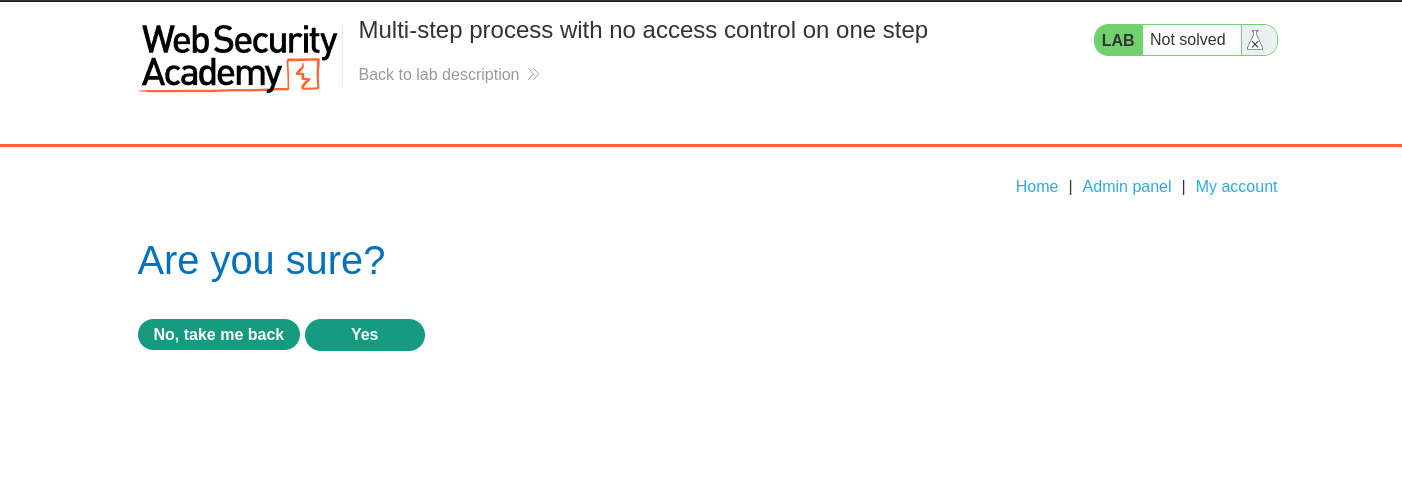 Web Security
Academy
Multi-step process with no access control on one step
Back to lab description
LAB
Not solved
Home | Admin panel | My account
Are you sure?
No, take me back
Yes